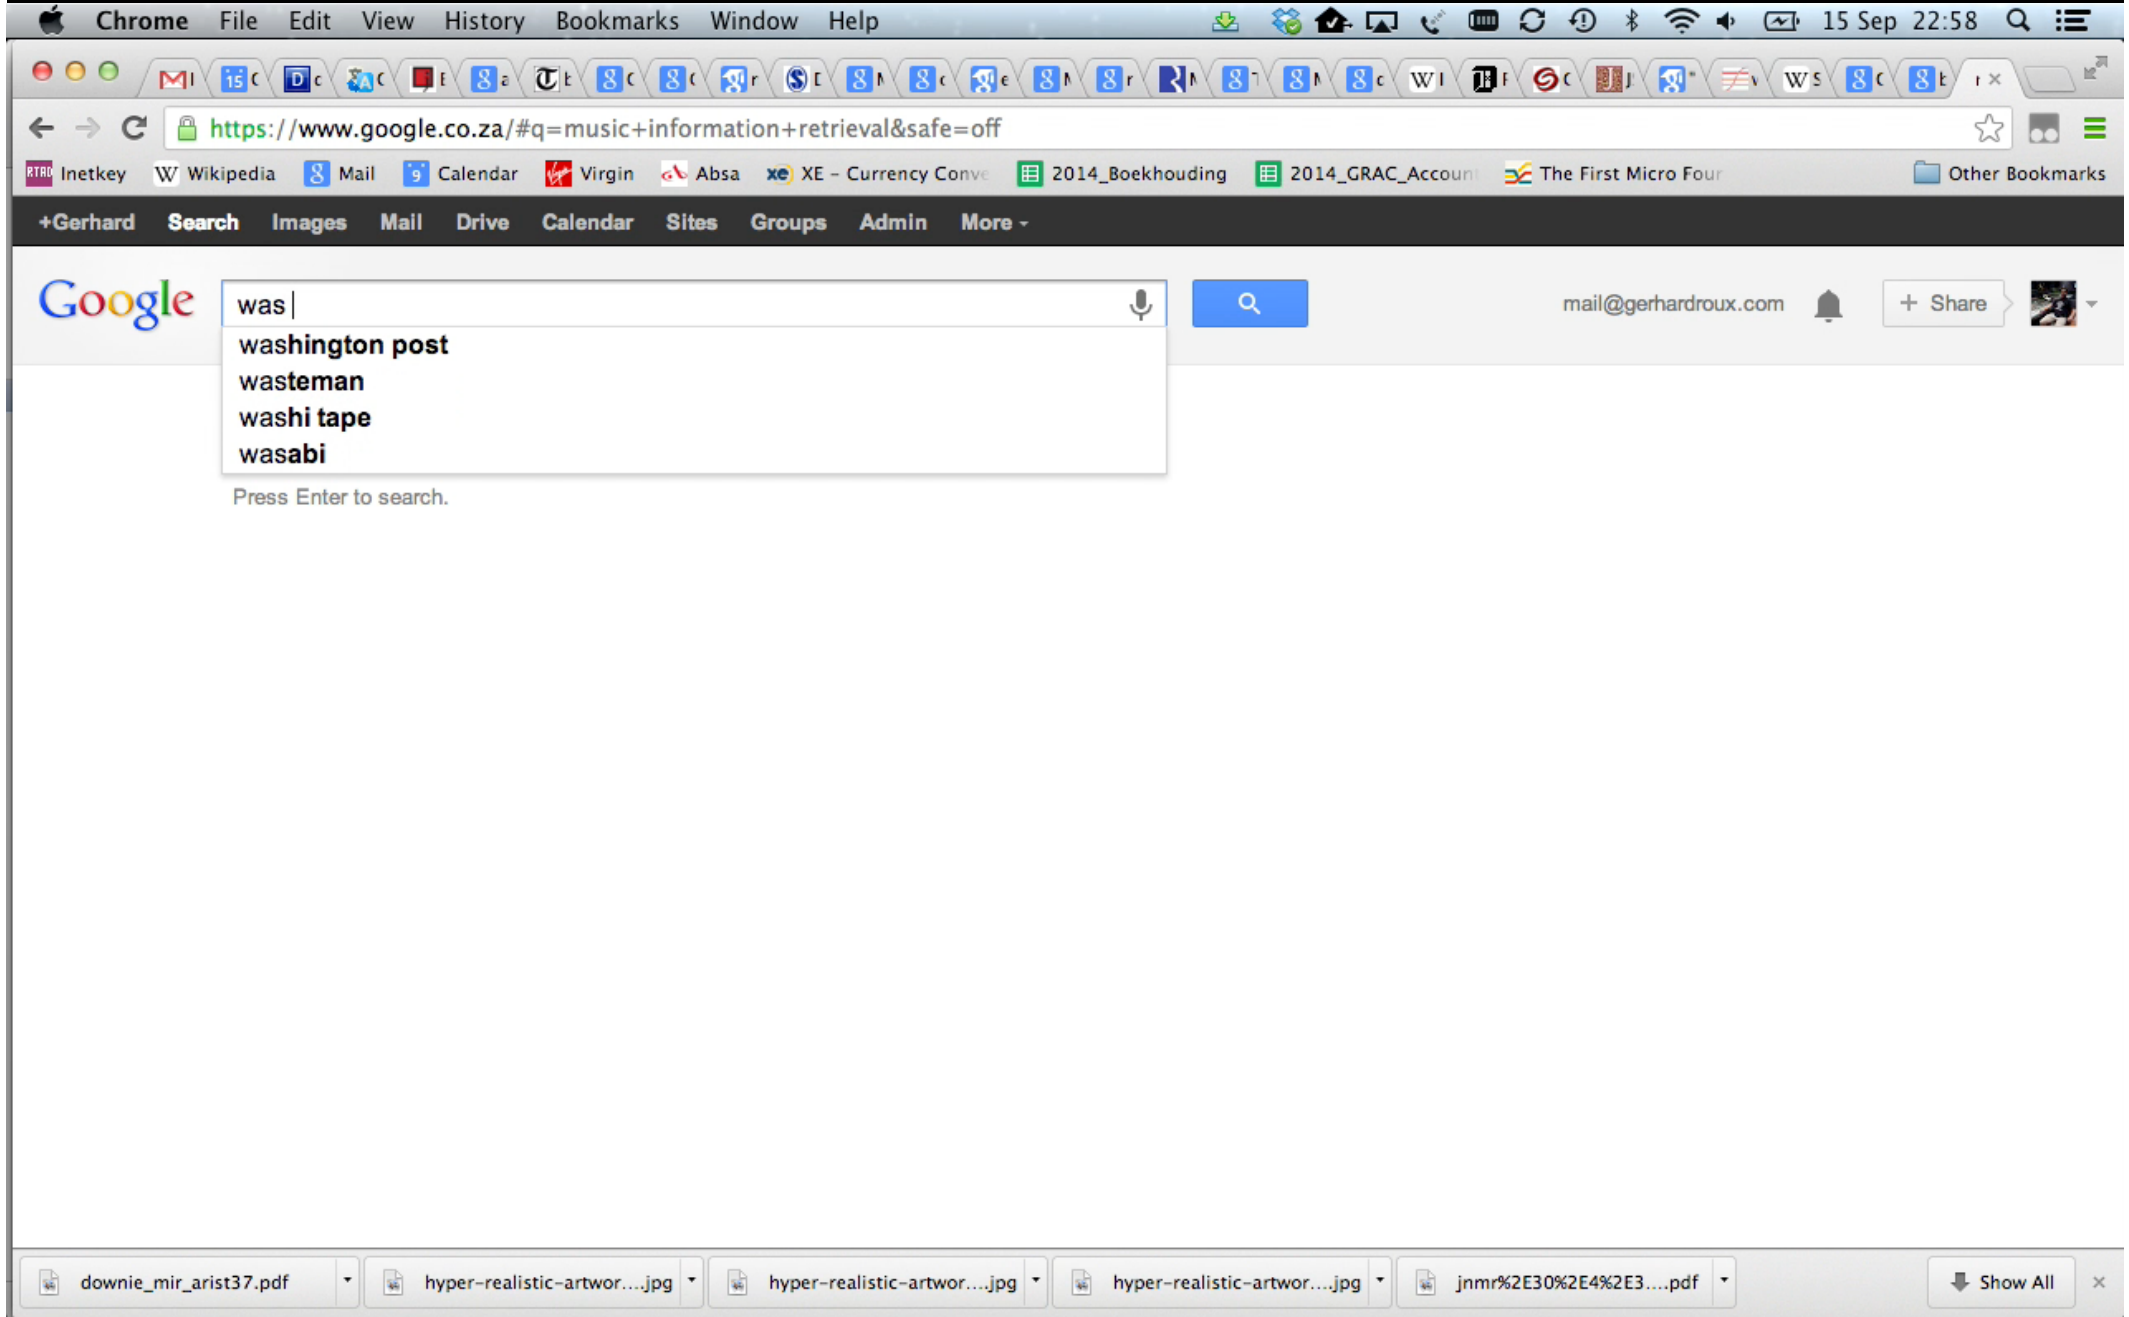 Chrome File Edit View History Bookmarks Window Help 15 Sep 22:58
https://www.google.co.za/#q=music+information+retrieval&safe=off
Inetkey Wikipedia Mail Calendar Virgin Absa XE - Currency Conve 2014_Boekhouding 2014_GRAC_Accoun The First Micro Four Other Bookmarks
+Gerhard Search Images Mail Drive Calendar Sites Groups Admin More
Google was mail@gerhardroux.com + Share
washington post
wasteman
washi tape
wasabi
Press Enter to search.
downie_mir_arist37.pdf hyper-realistic-artwor....jpg hyper-realistic-artwor....jpg hyper-realistic-artwor....jpg jnmr%2E30%2E4%2E3....pdf Show All